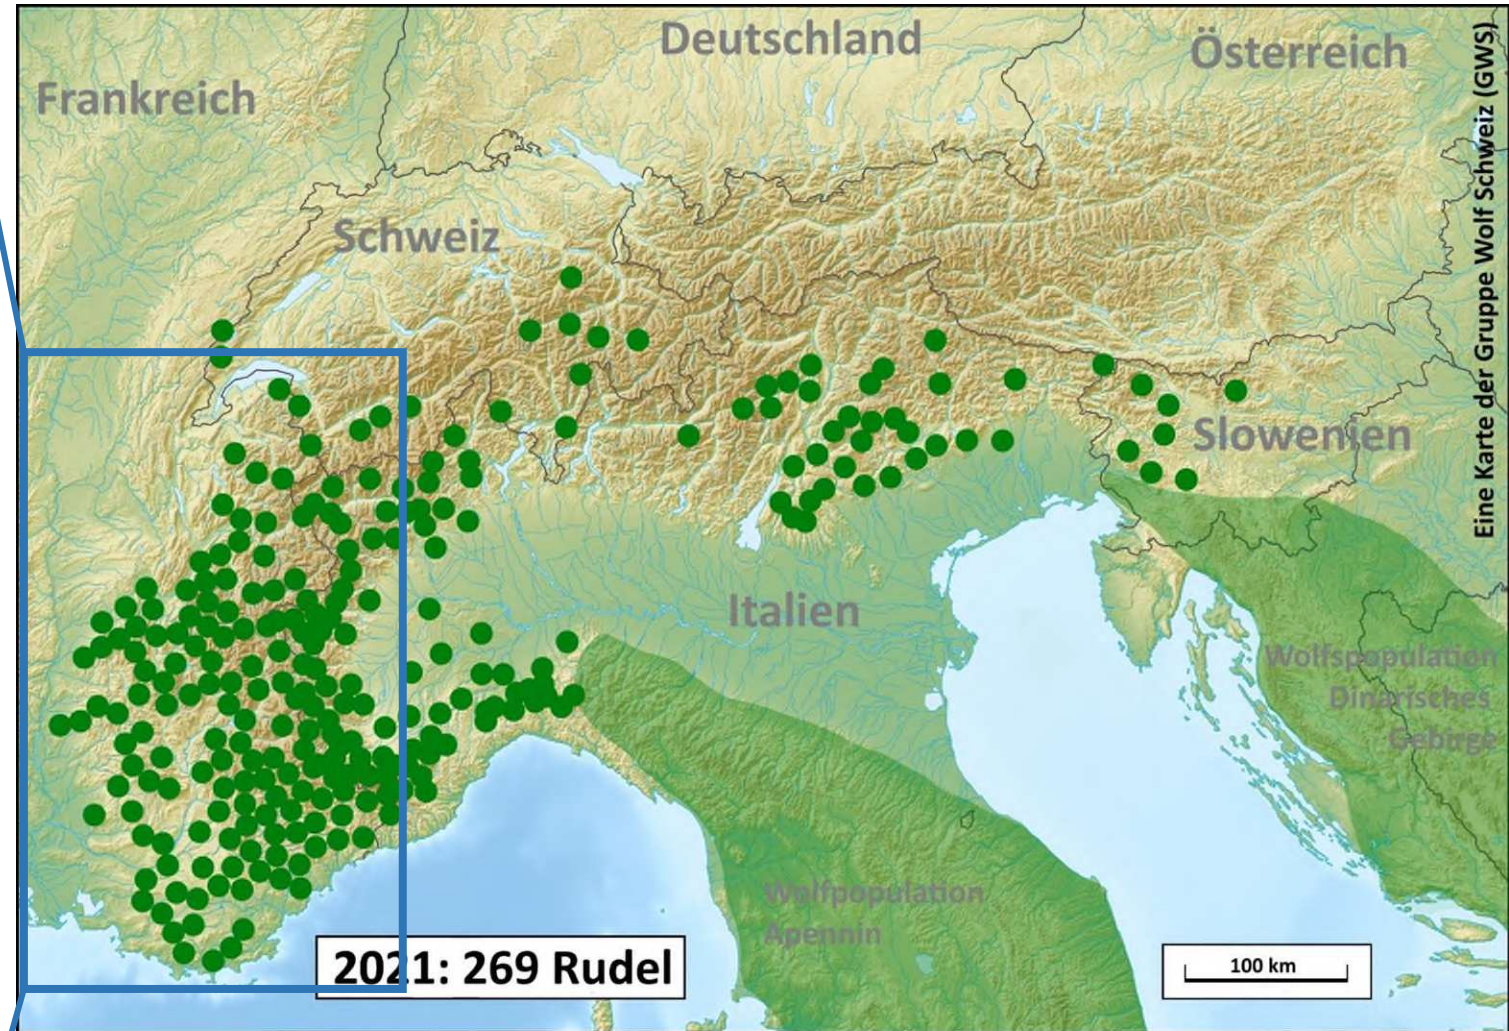 Deutschland
Österreich
Frankreich
Schweiz
Slowenien
Italien
Wolfspopulation
Dinarisches
Gebirge
Wolfpopulation
Apennin
2021: 269 Rudel
100 km
Eine Karte der Gruppe Wolf Schweiz (GWS)